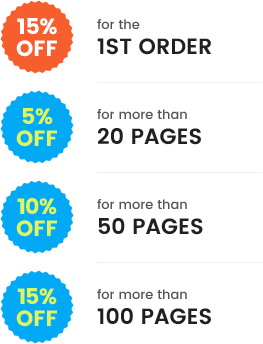 15%
OFF
for the
1ST ORDER
5%
OFF
for more than
20 PAGES
10%
OFF
for more than
50 PAGES
15%
OFF
for more than
100 PAGES